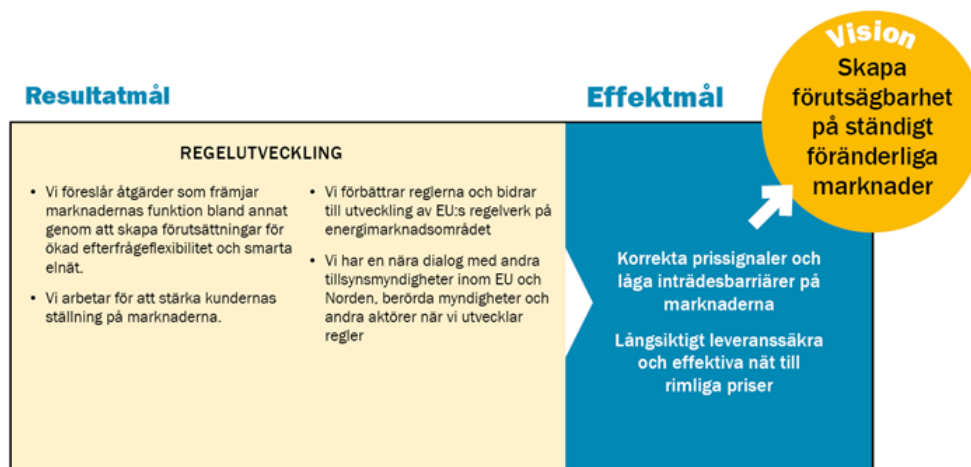 Resultatmål
REGELUTVECKLING
• Vi föreslår åtgärder som främjar
marknadernas funktion bland annat
genom att skapa förutsättningar för
ökad efterfrågeflexibilitet och smarta
elnät.
• Vi arbetar för att stärka kundernas
ställning på marknaderna.
• Vi förbättrar reglerna och bidrar
till utveckling av EU:s regelverk på
energimarknadsområdet
• Vi har en nära dialog med andra
tillsynsmyndigheter inom EU och
Norden, berörda myndigheter och
andra aktörer när vi utvecklar
regler
Effektmål
Korrekta prissignaler och
låga inträdesbarriärer på
marknaderna
Långsiktigt leveranssäkra
och effektiva nät till
rimliga priser
Vision
Skapa
förutsägbarhet
på ständigt
föränderliga
marknader